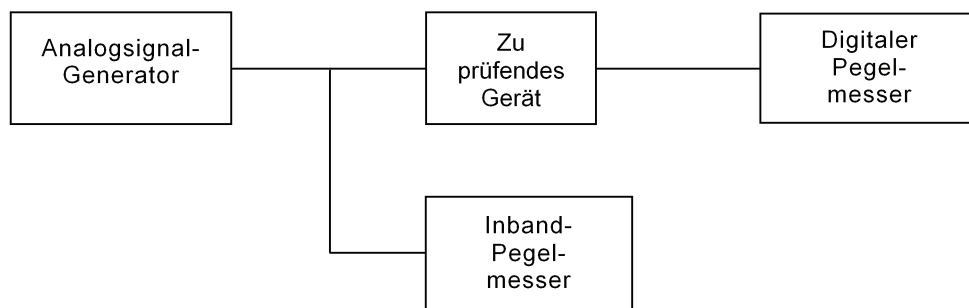 Analogsignal-
Generator
Zu
prüfendes
Gerät
Digitaler
Pegel-
messer
Inband-
Pegel-
messer